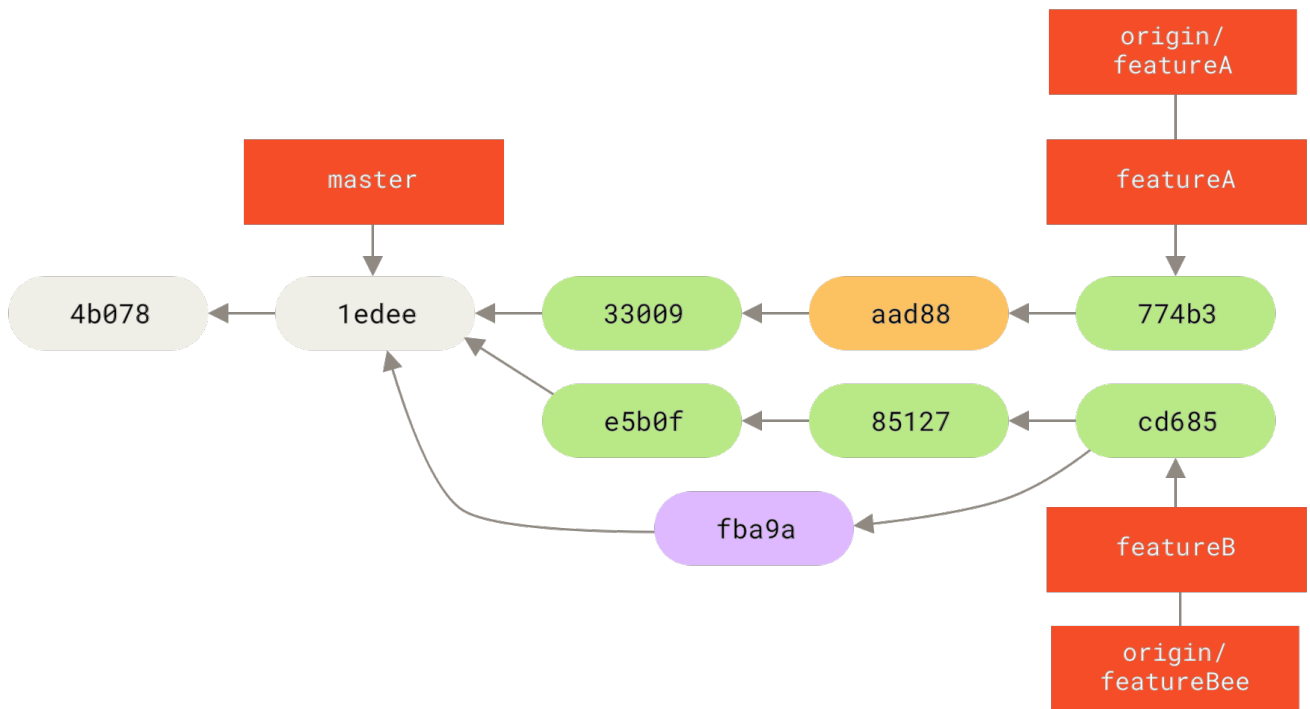 origin/
featureA
master
featureA
4b078
1edee
33009
aad88
774b3
e5b0f
85127
cd685
fba9a
featureB
origin/
featureBee